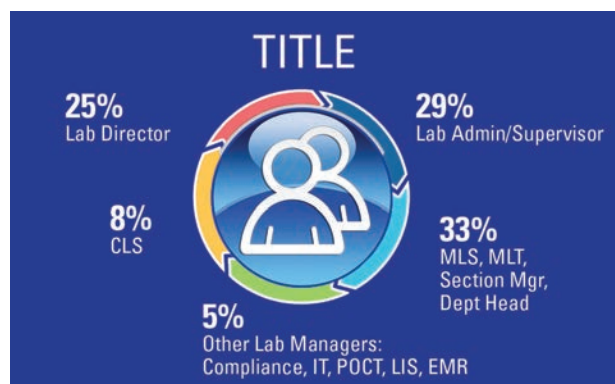 TITLE
25%
Lab Director
29%
Lab Admin/Supervisor
8%
CLS
33%
MLS, MLT,
Section Mgr,
Dept Head
5%
Other Lab Managers:
Compliance, IT, POCT, LIS, EMR